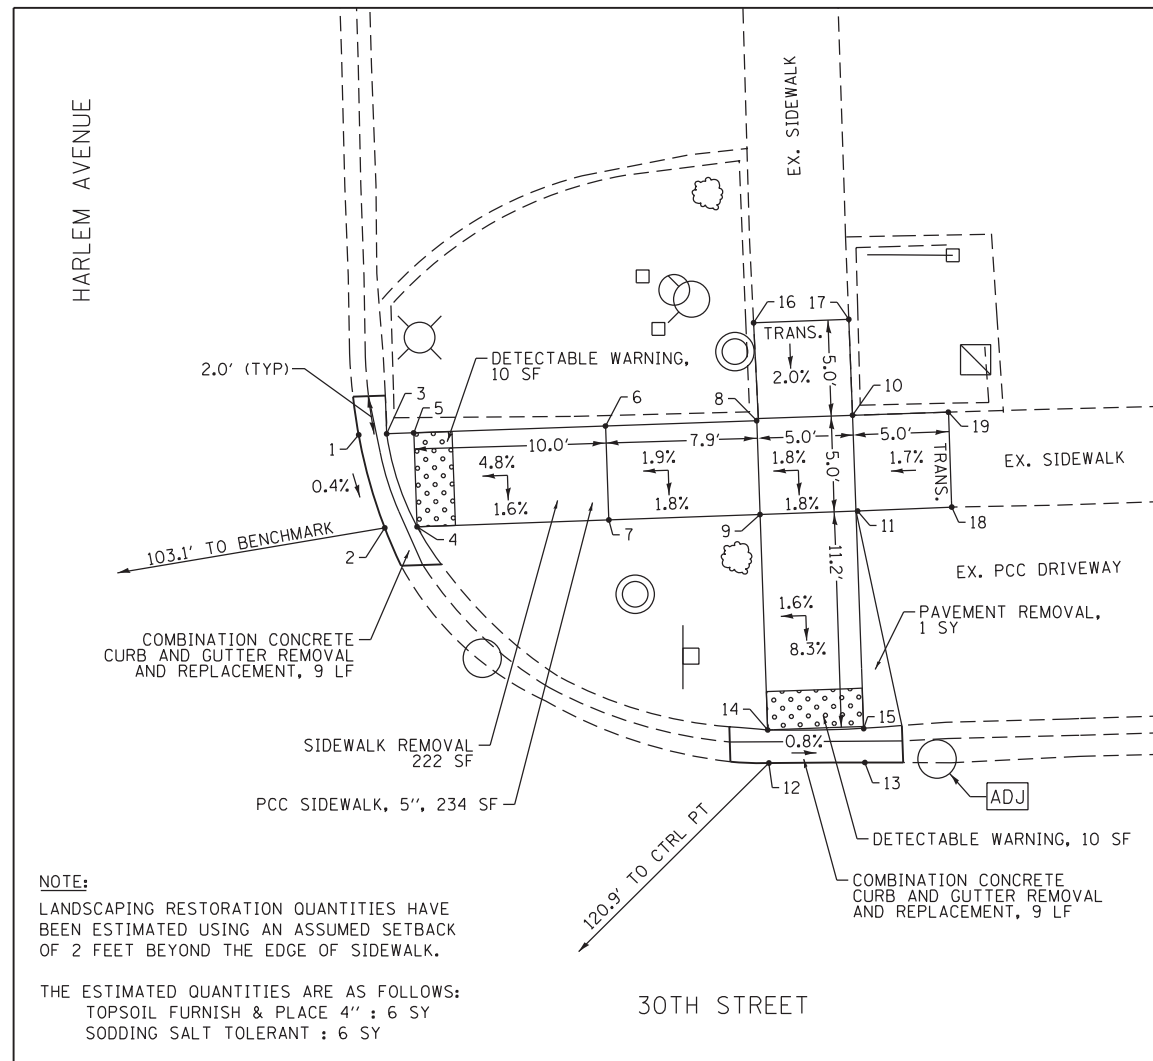 HARLEM AVENUE
EX. SIDEWALK
16
17
TRANS.
2.0%
5.0'
2.0' (TYP)
3
5
DETECTABLE WARNING,
10 SF
6
8
10
19
1
10.0'
7.9'
5.0'
5.0'
5.0'
4.8%
1.6%
1.9%
1.8%
1.8%
1.8%
1.7%
TRANS.
EX. SIDEWALK
0.4%
2
4
7
9
11
18
103.1' TO BENCHMARK
11.2'
EX. PCC DRIVEWAY
1.6%
8.3%
PAVEMENT REMOVAL,
1 SY
COMBINATION CONCRETE
CURB AND GUTTER REMOVAL
AND REPLACEMENT, 9 LF
14
15
0.8%
SIDEWALK REMOVAL
222 SF
12
13
PCC SIDEWALK, 5'', 234 SF
ADJ
120.9' TO CTRL PT
DETECTABLE WARNING, 10 SF
COMBINATION CONCRETE
CURB AND GUTTER REMOVAL
AND REPLACEMENT, 9 LF
NOTE:
LANDSCAPING RESTORATION QUANTITIES HAVE
BEEN ESTIMATED USING AN ASSUMED SETBACK
OF 2 FEET BEYOND THE EDGE OF SIDEWALK.
THE ESTIMATED QUANTITIES ARE AS FOLLOWS:
TOPSOIL FURNISH & PLACE 4'' : 6 SY
SODDING SALT TOLERANT : 6 SY
30TH STREET